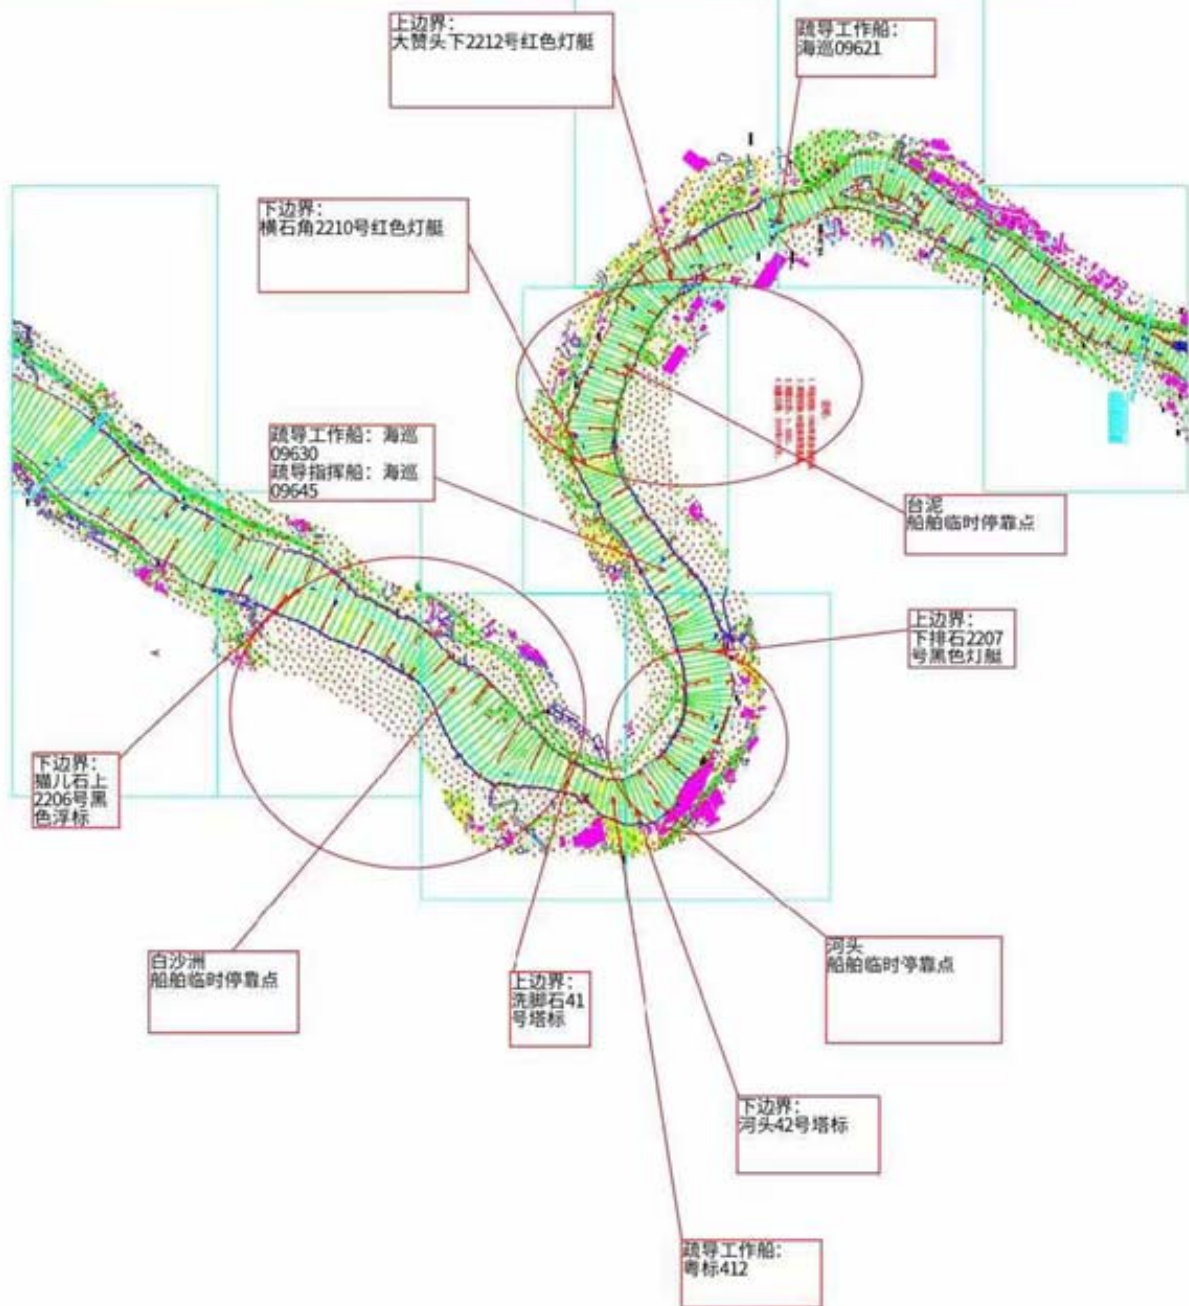 上边界：
大赞头下2212号红色灯艇
疏导工作船：
海巡09621
下边界：
横石角2210号红色灯艇
疏导工作船：海巡
09630
疏导指挥船：海巡
09645
台泥
船舶临时停靠点
上边界：
下排石2207
号黑色灯艇
下边界：
猫儿石上
2206号黑
色浮标
白沙洲
船舶临时停靠点
上边界：
洗脚石41
号塔标
河头
船舶临时停靠点
下边界：
河头42号塔标
疏导工作船：
粤标412